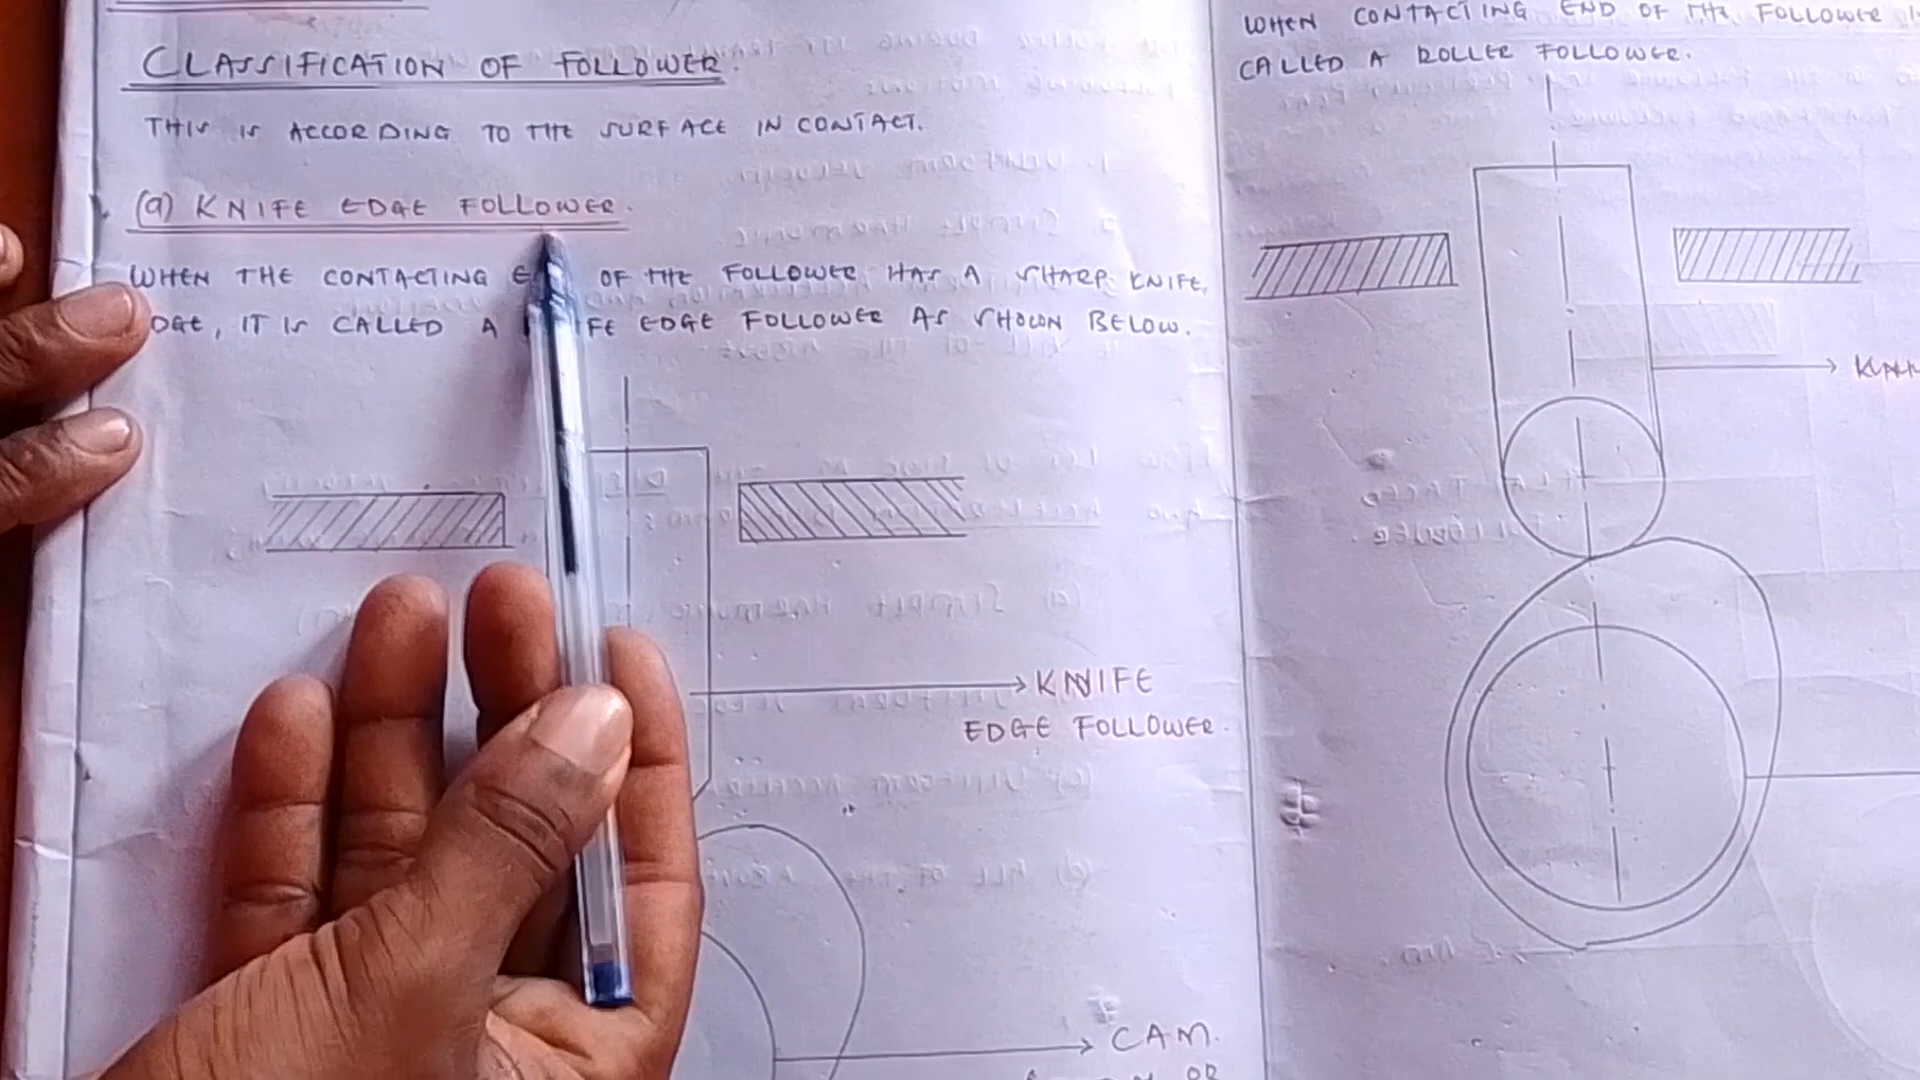 CLASSIFICATION OF FOLLOWER.
THIS IS ACCORDING TO THE SURFACE IN CONTACT.
(a) KNIFE EDGE FOLLOWER.
WHEN THE CONTACTING OF THE FOLLOWER HAS A SHARP KNIFE,
EDGE, IT IS CALLED A EDGE FOLLOWER AS SHOWN BELOW.
KNIFE
EDGE FOLLOWER.
CAM.
OR
WHEN CONTACTING END OF THE FOLLOWER
CALLED A ROLLER FOLLOWER.